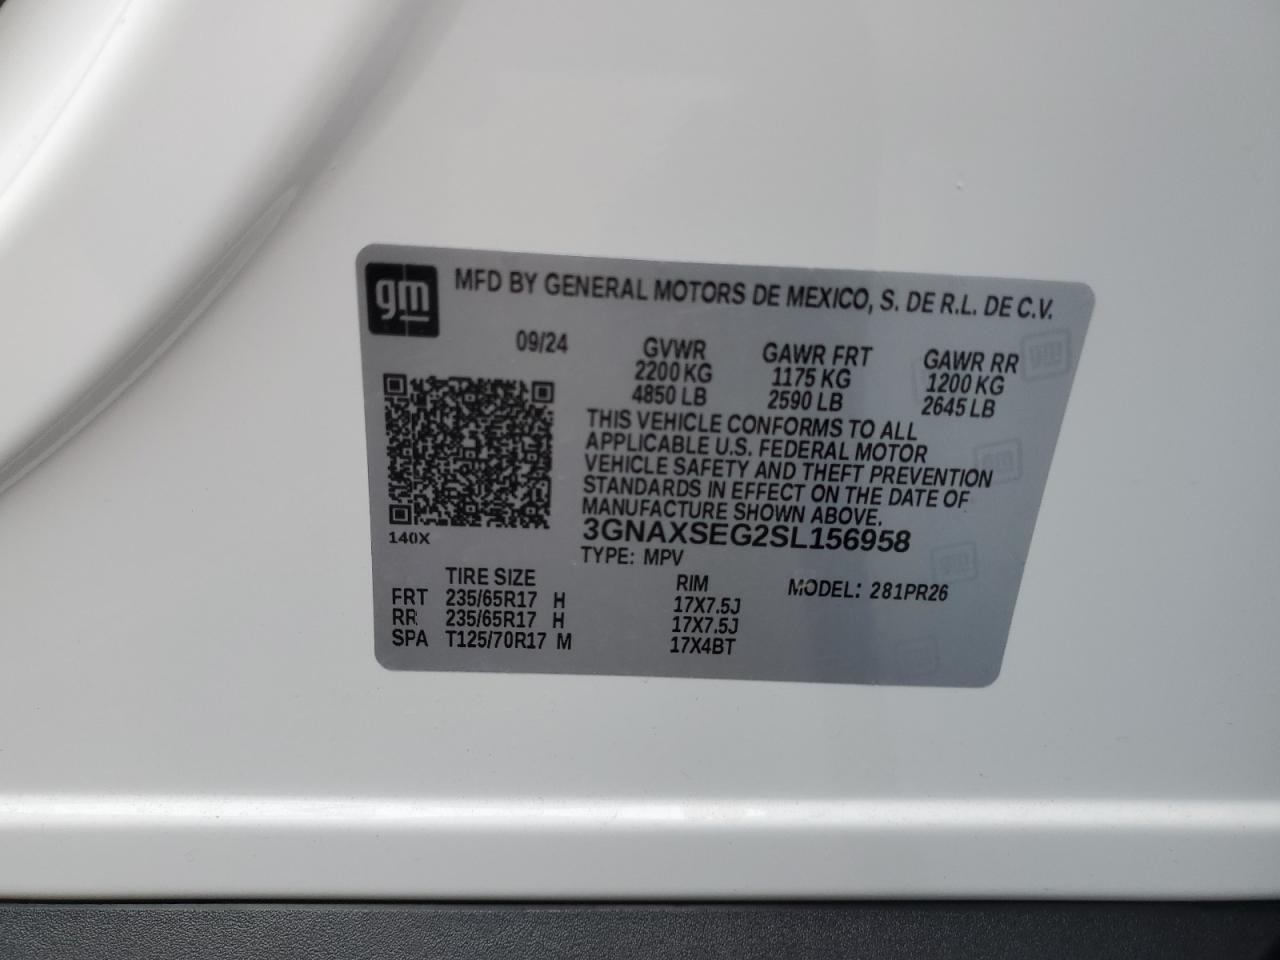 gm
MFD BY GENERAL MOTORS DE MEXICO, S. DE R.L. DE C.V.
09/24 GVWR GAWR FRT GAWR RR
2200 KG 1175 KG 1200 KG
4850 LB 2590 LB 2645 LB
THIS VEHICLE CONFORMS TO ALL
APPLICABLE U.S. FEDERAL MOTOR
VEHICLE SAFETY AND THEFT PREVENTION
STANDARDS IN EFFECT ON THE DATE OF
MANUFACTURE SHOWN ABOVE.
3GNAXSEG2SL156958
140X
TYPE: MPV
TIRE SIZE RIM MODEL: 281PR26
FRT 235/65R17 H 17X7.5J
RR 235/65R17 H 17X7.5J
SPA T125/70R17 M 17X4BT